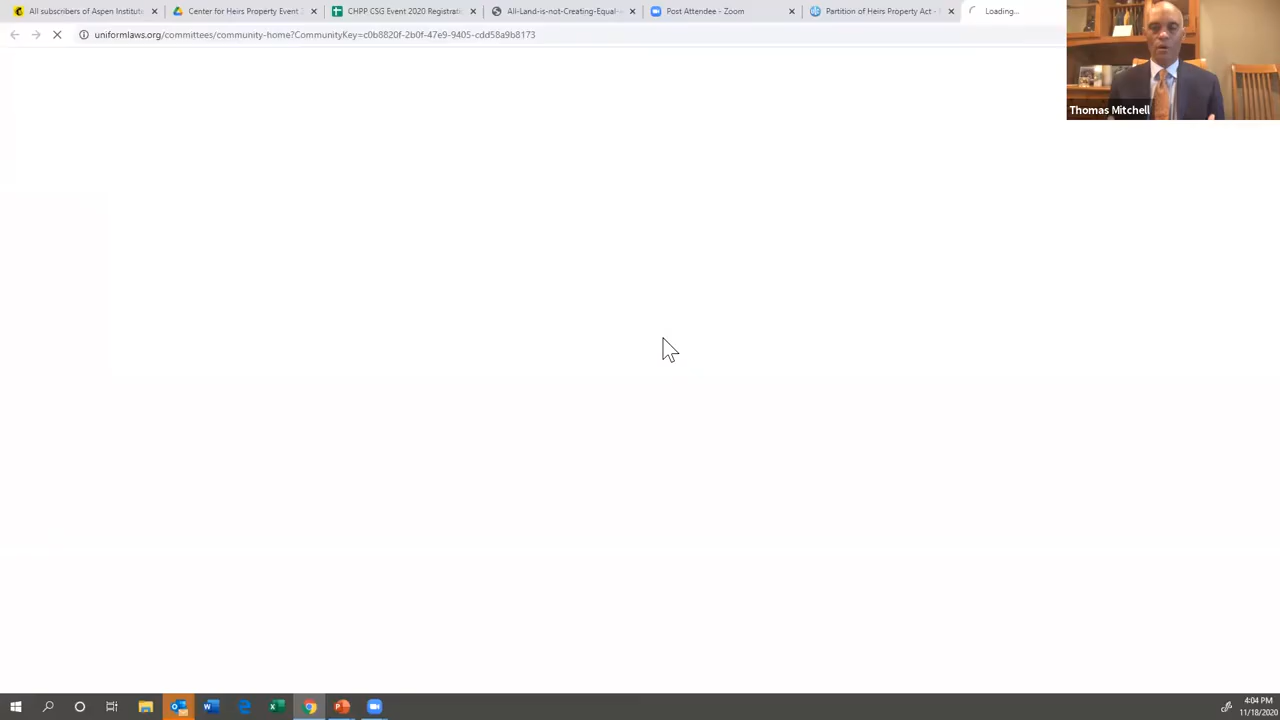 All subscribers of Aspen Institut
Center for Heirs Property Event 2
CHPP CSG Event 2020 Registrati
All-Land-is-not-Creating-Equal-
Post Attendee - Zoom
Partition of Heirs Property Act -
Loading...
uniformlaws.org/committees/community-home?CommunityKey=c0b8820f-2b0f-47e9-9405-cdd58a9b8173
Thomas Mitchell
4:04 PM
11/18/2020